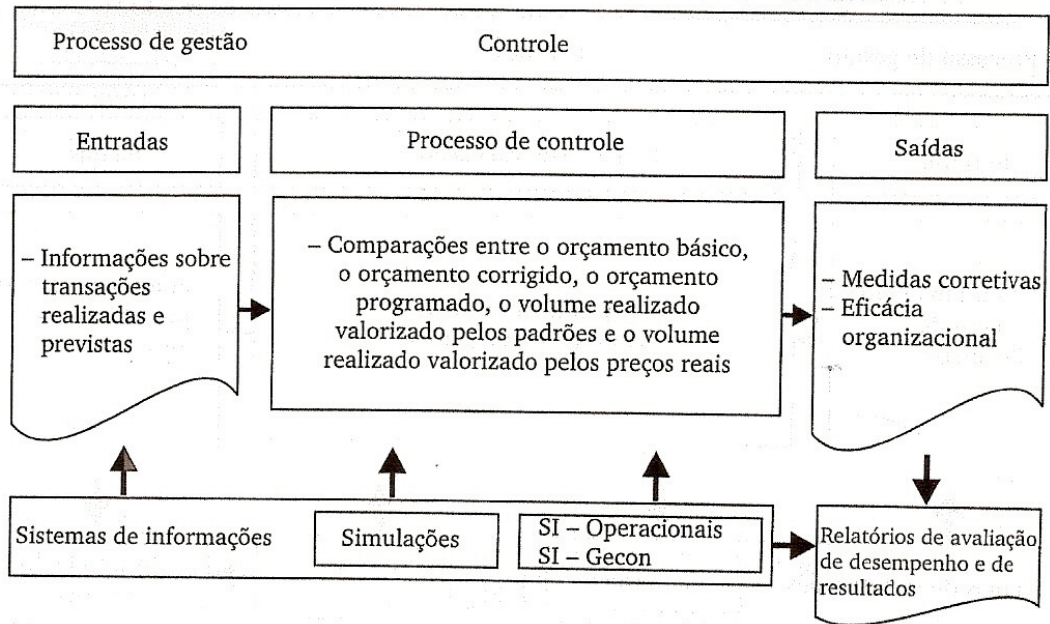 Processo de gestão
Controle
Entradas
Processo de controle
Saídas
– Informações sobre
transações
realizadas e
previstas
– Comparações entre o orçamento básico,
o orçamento corrigido, o orçamento
programado, o volume realizado
valorizado pelos padrões e o volume
realizado valorizado pelos preços reais
– Medidas corretivas
– Eficácia
organizacional
Sistemas de informações
Simulações
SI – Operacionais
SI – Gecon
Relatórios de avaliação
de desempenho e de
resultados